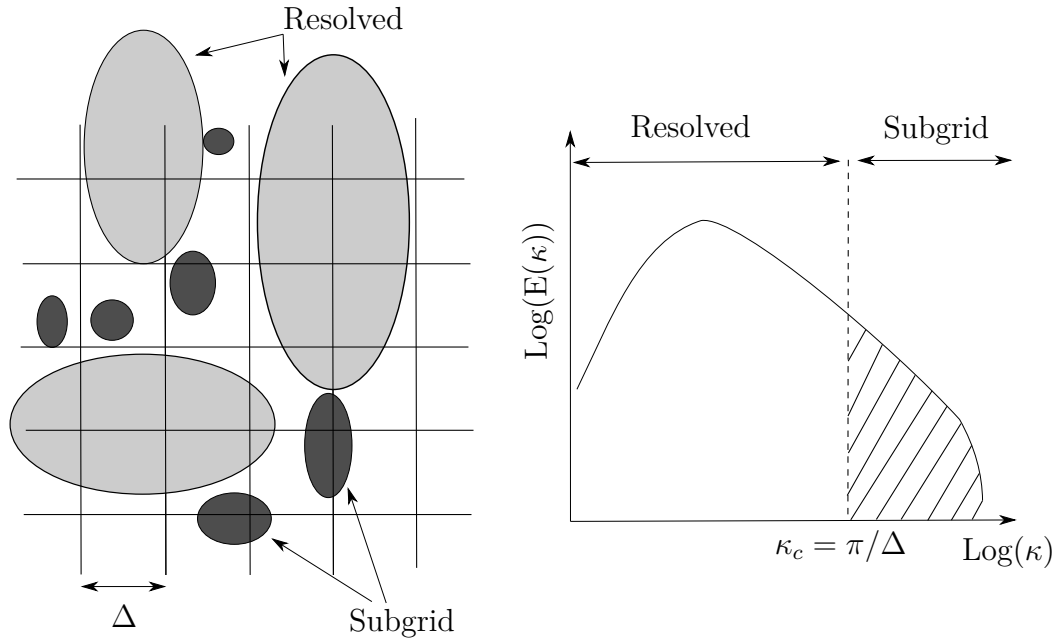 Resolved
Δ
Subgrid
Resolved
Subgrid
Log(E(κ))
κ_c = π/Δ
Log(κ)